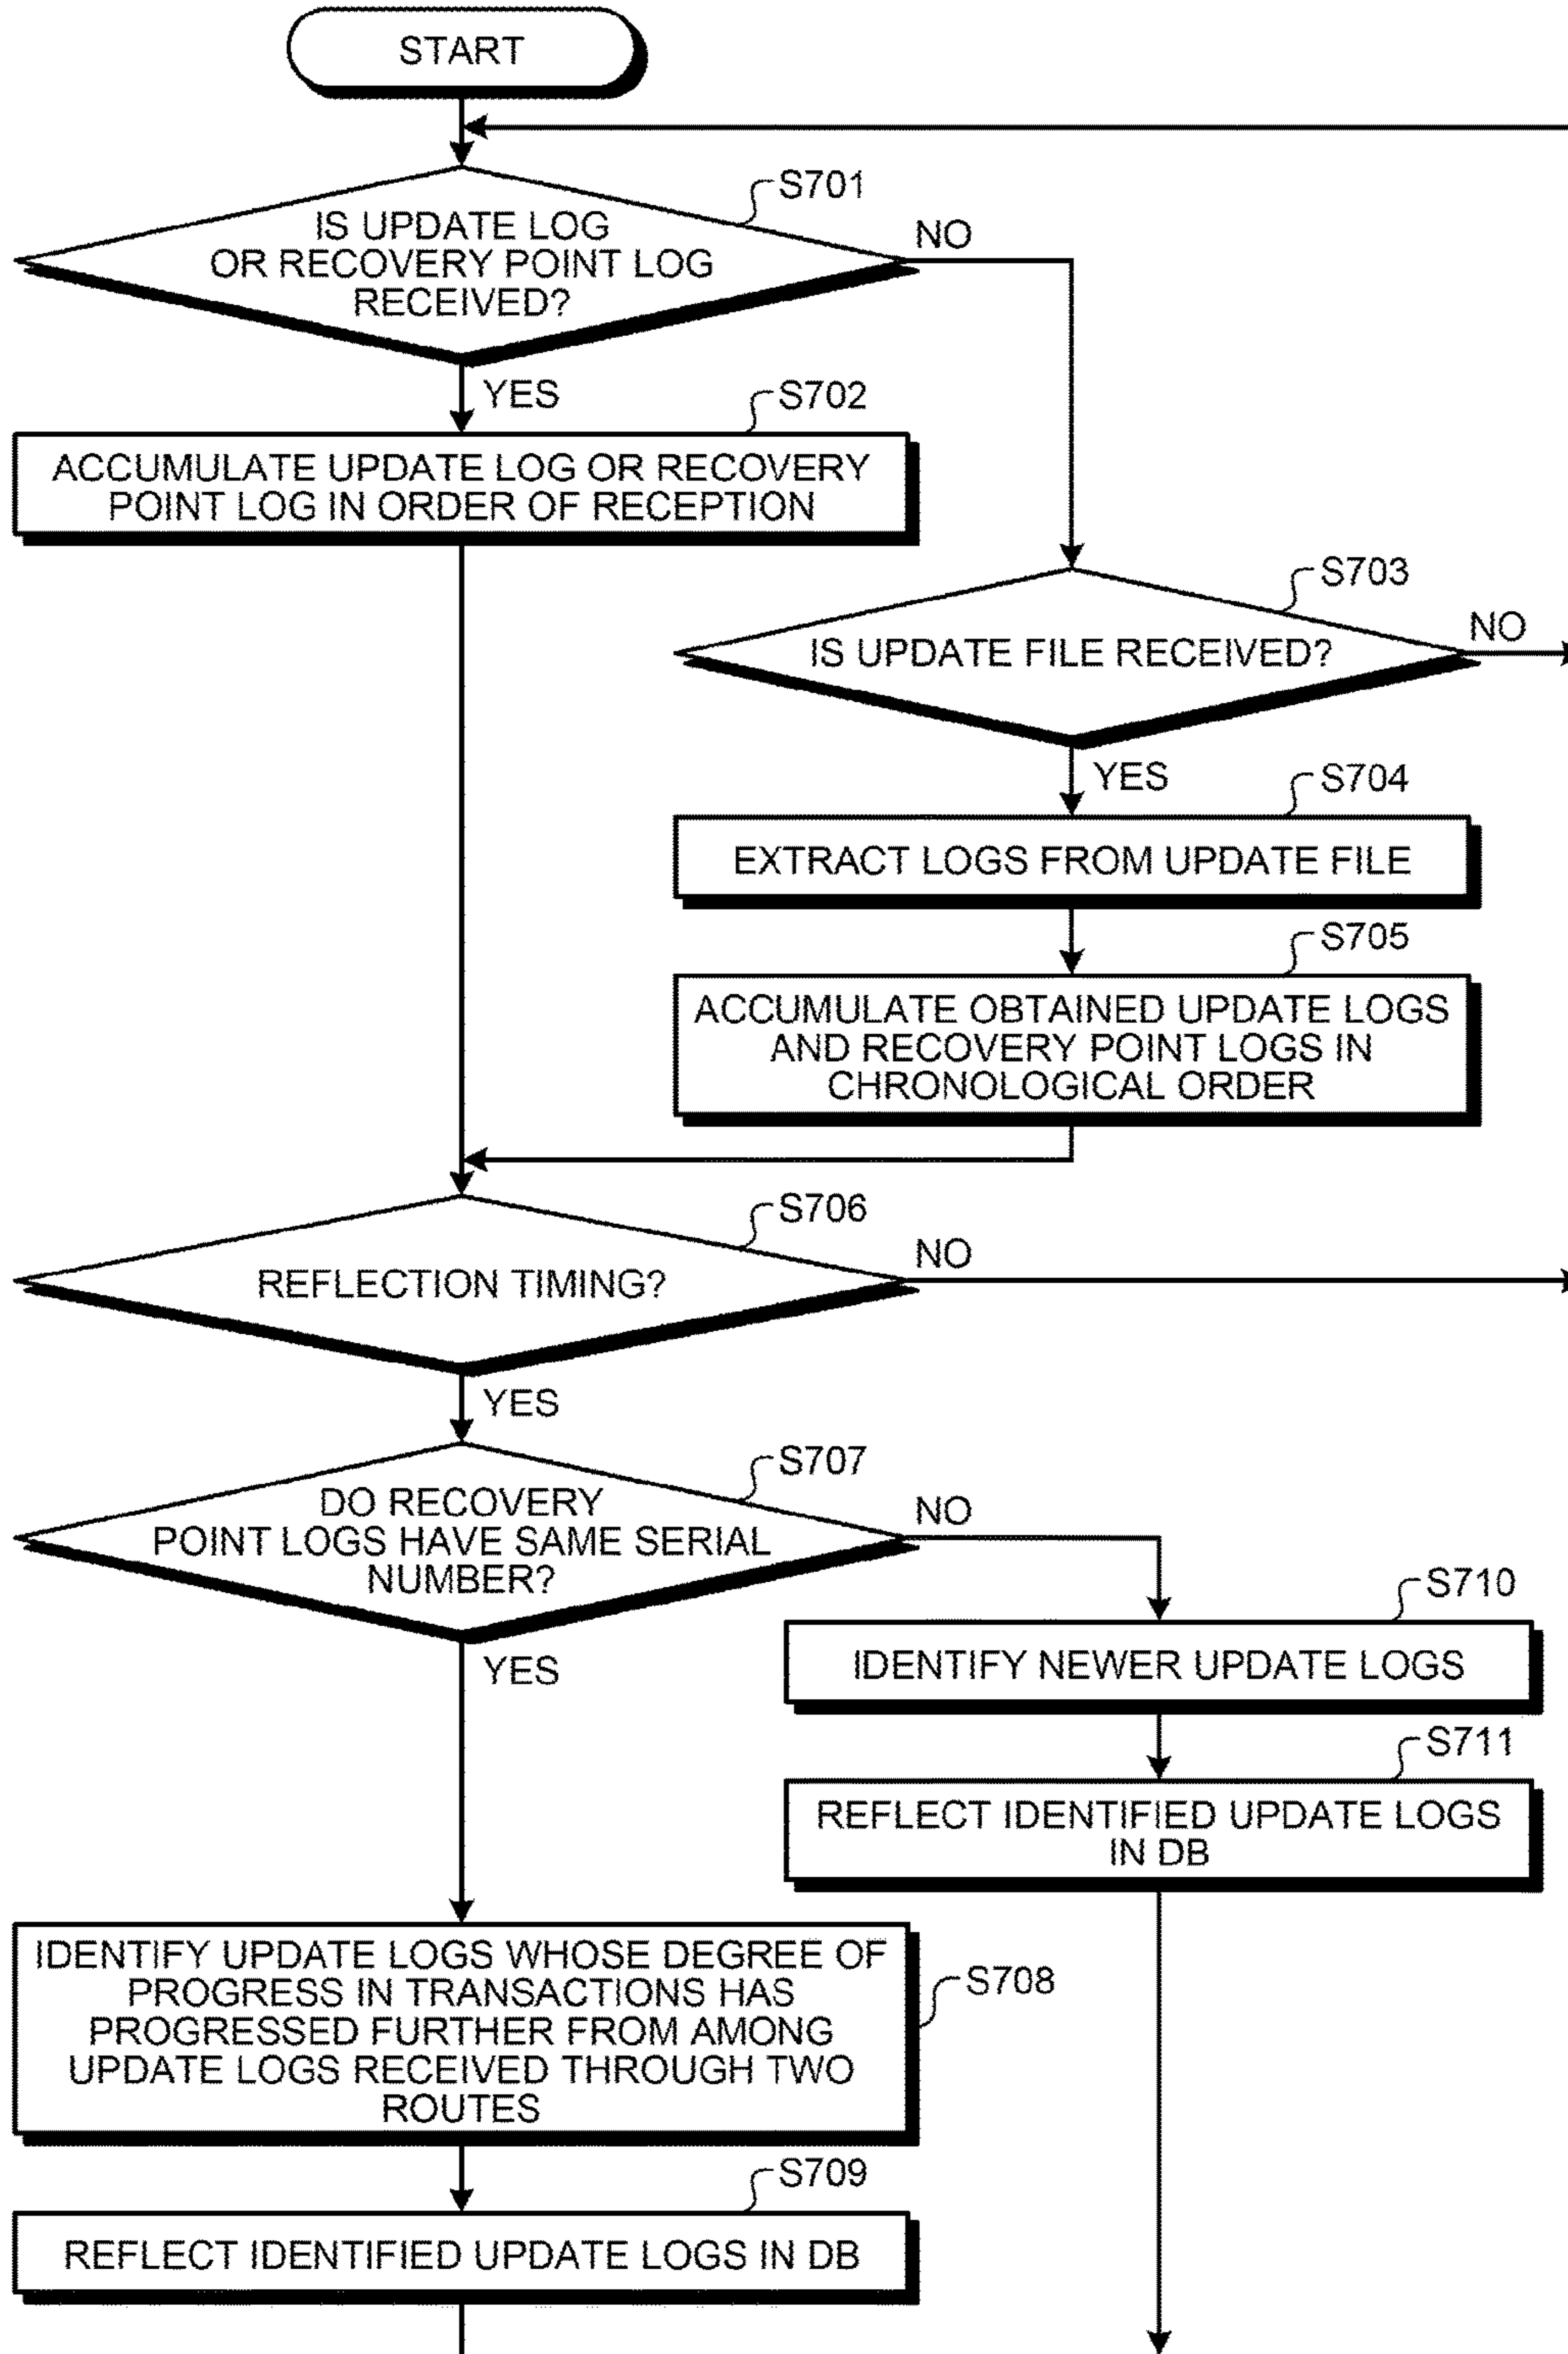 START
S701
IS UPDATE LOG
OR RECOVERY POINT LOG
RECEIVED?
NO
YES
S702
ACCUMULATE UPDATE LOG OR RECOVERY
POINT LOG IN ORDER OF RECEPTION
S703
IS UPDATE FILE RECEIVED?
NO
YES
S704
EXTRACT LOGS FROM UPDATE FILE
S705
ACCUMULATE OBTAINED UPDATE LOGS
AND RECOVERY POINT LOGS IN
CHRONOLOGICAL ORDER
S706
REFLECTION TIMING?
NO
YES
S707
DO RECOVERY
POINT LOGS HAVE SAME SERIAL
NUMBER?
NO
YES
S710
IDENTIFY NEWER UPDATE LOGS
S711
REFLECT IDENTIFIED UPDATE LOGS
IN DB
IDENTIFY UPDATE LOGS WHOSE DEGREE OF
PROGRESS IN TRANSACTIONS HAS
PROGRESSED FURTHER FROM AMONG
UPDATE LOGS RECEIVED THROUGH TWO
ROUTES
S708
S709
REFLECT IDENTIFIED UPDATE LOGS IN DB